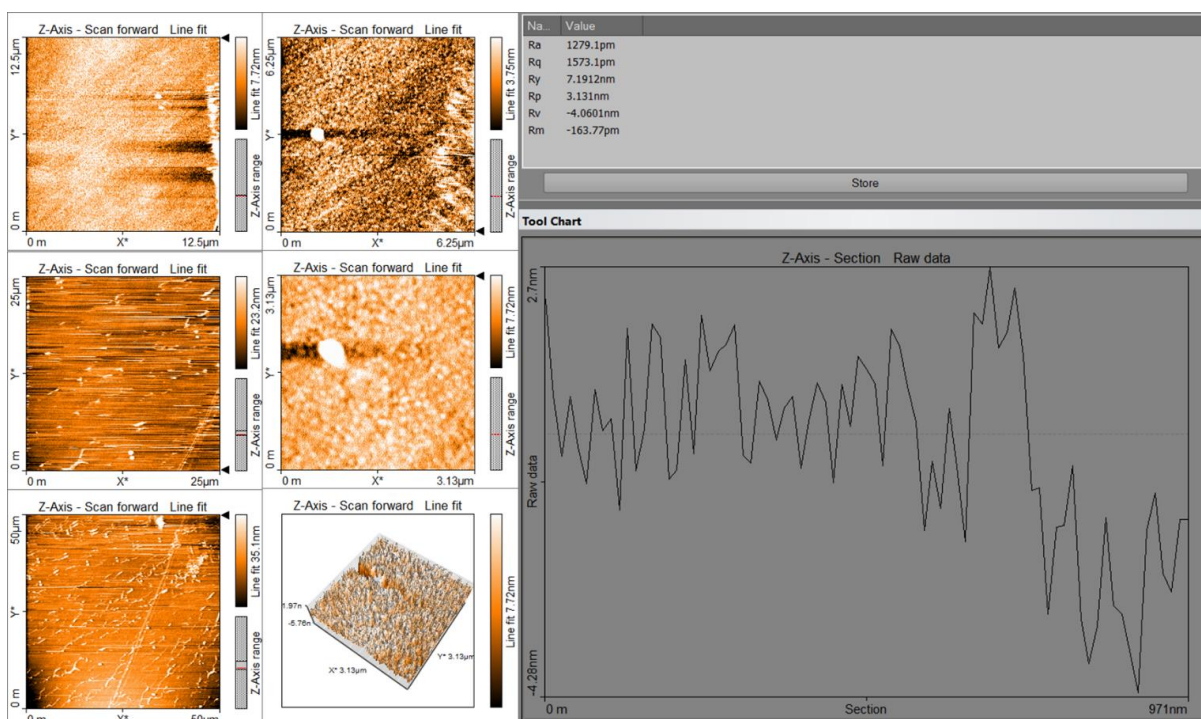 Z-Axis - Scan forward Line fit
12.5µm
Y*
0 m
0 m
X*
12.5µm
Line fit 7.72nm
Z-Axis range
Z-Axis - Scan forward Line fit
6.25µm
Y*
0 m
0 m
X*
6.25µm
Line fit 3.75nm
Z-Axis range
Z-Axis - Scan forward Line fit
25µm
Y*
0 m
0 m
X*
25µm
Line fit 23.2nm
Z-Axis range
Z-Axis - Scan forward Line fit
3.13µm
Y*
0 m
0 m
X*
3.13µm
Line fit 7.72nm
Z-Axis range
Z-Axis - Scan forward Line fit
50µm
Y*
0 m
0 m
50µm
Line fit 35.1nm
Z-Axis range
Z-Axis - Scan forward Line fit
1.97n
-5.76n
X* 3.13µm
Y* 3.13µm
Line fit 7.72nm
Na... Value
Ra 1279.1pm
Rq 1573.1pm
Ry 7.1912nm
Rp 3.131nm
Rv -4.0601nm
Rm -163.77pm
Store
Tool Chart
Z-Axis - Section Raw data
2.7nm
Raw data
-4.28nm
0 m
Section
971nm